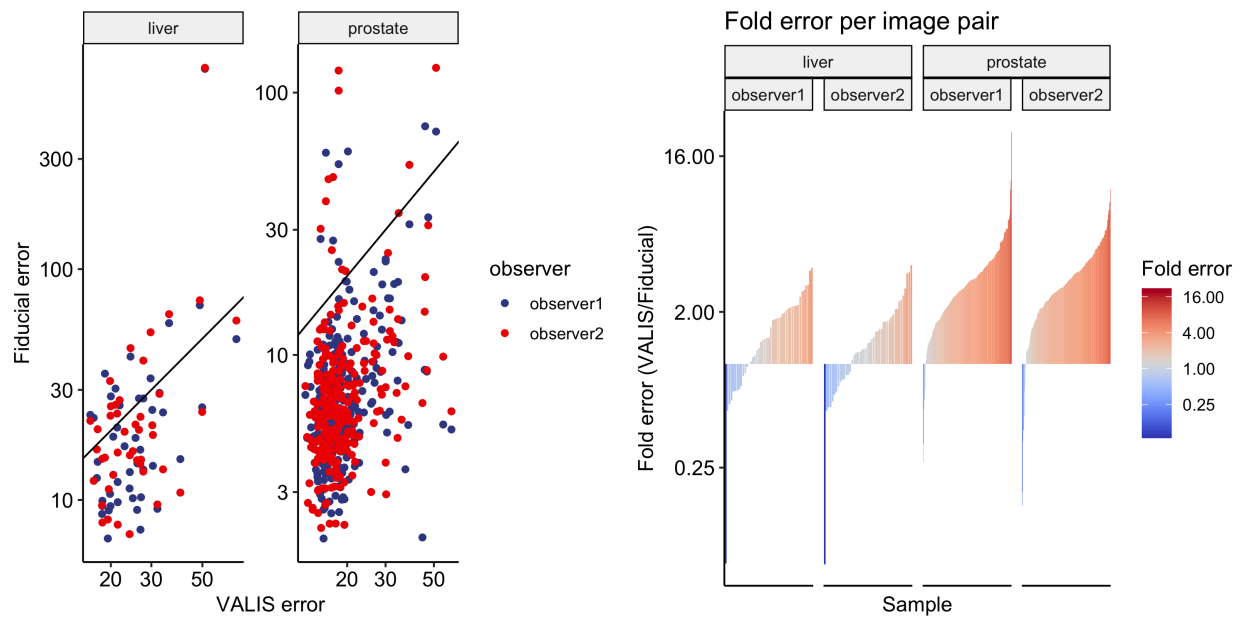 liver
prostate
Fiducial error
300
100
30
10
100
30
10
3
20
30
50
20
30
50
VALIS error
observer
observer1
observer2
Fold error per image pair
liver
prostate
observer1
observer2
observer1
observer2
Fold error (VALIS/Fiducial)
16.00
2.00
0.25
Sample
Fold error
16.00
4.00
1.00
0.25